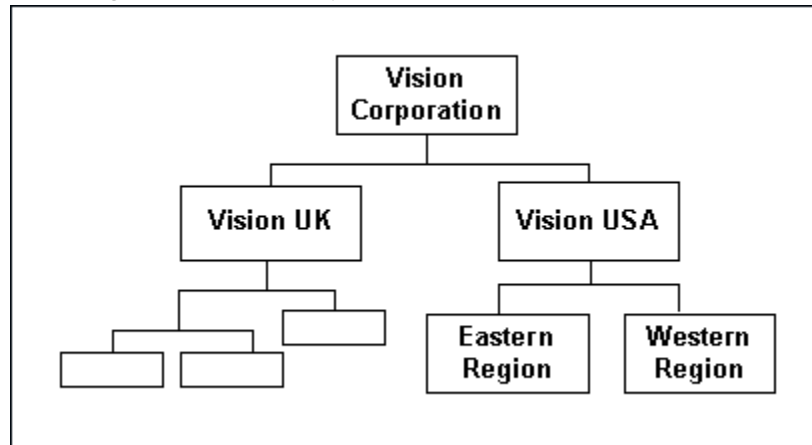 Vision
Corporation
Vision UK
Vision USA
Eastern
Region
Western
Region